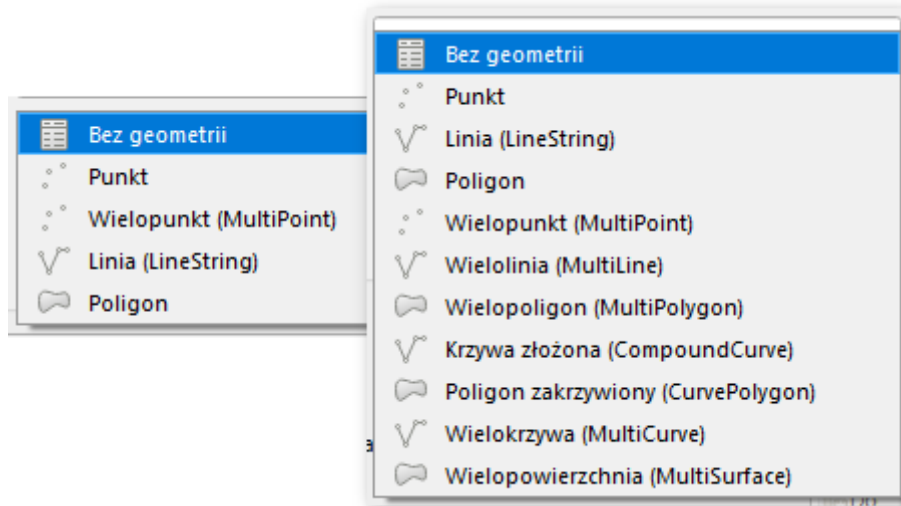 Bez geometrii
Punkt
Wielopunkt (MultiPoint)
Linia (LineString)
Poligon
Bez geometrii
Punkt
Linia (LineString)
Poligon
Wielopunkt (MultiPoint)
Wielolinia (MultiLine)
Wielopoligon (MultiPolygon)
Krzywa złożona (CompoundCurve)
Poligon zakrzywiony (CurvePolygon)
Wielokrzywa (MultiCurve)
Wielopowierzchnia (MultiSurface)